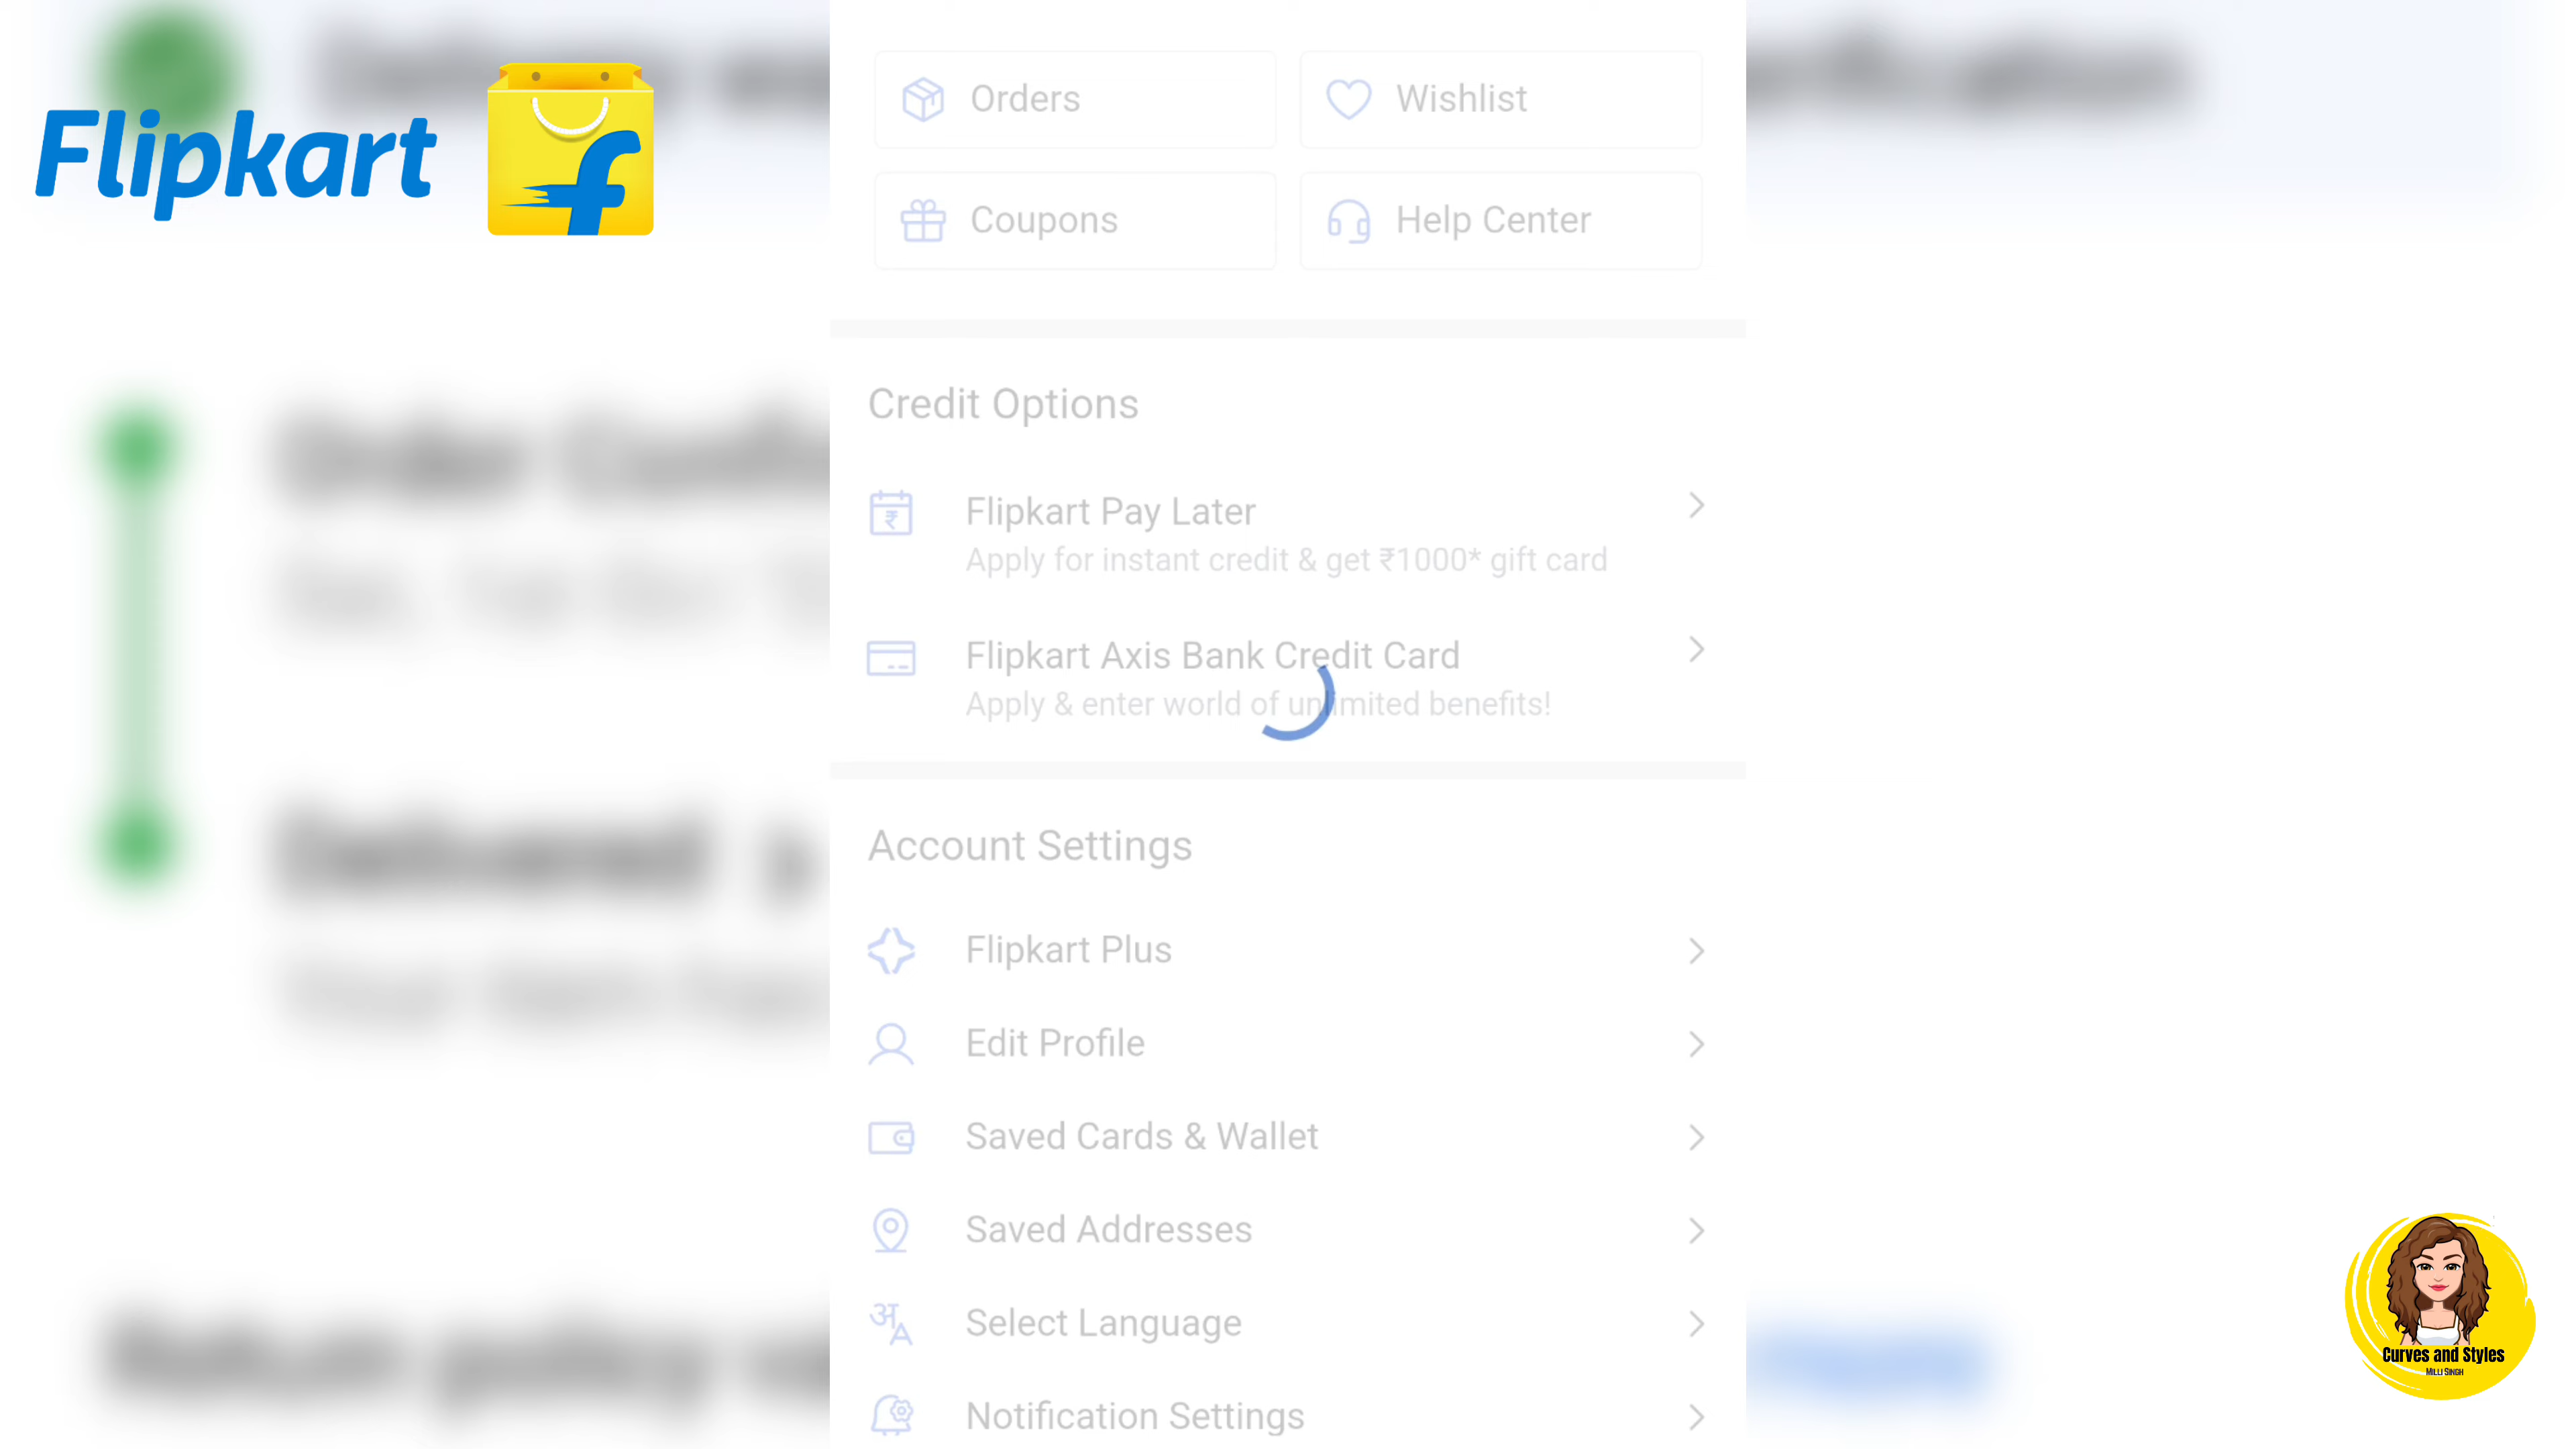 Flipkart
Orders
Wishlist
Coupons
Help Center
Credit Options
Flipkart Pay Later
Apply for instant credit & get ₹1000* gift card
Flipkart Axis Bank Credit Card
Apply & enter world of unlimited benefits!
Account Settings
Flipkart Plus
Edit Profile
Saved Cards & Wallet
Saved Addresses
Select Language
Notification Settings
Curves and Styles
MILLI SINGH